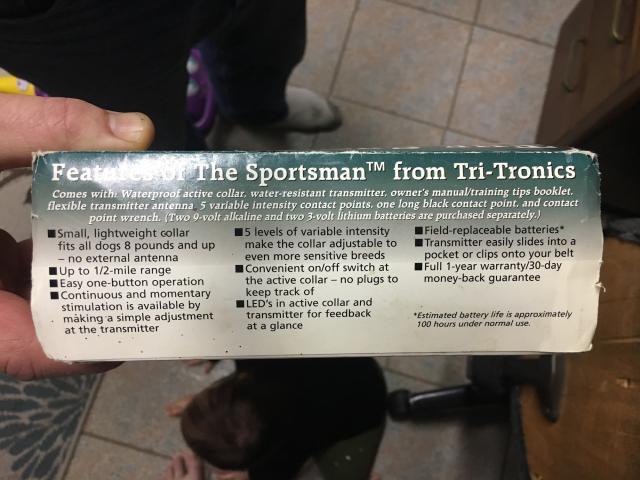 Features of The Sportsman™ from Tri-Tronics
Comes with: Waterproof active collar, water-resistant transmitter, owner's manual/training tips booklet,
flexible transmitter antenna. 5 variable intensity contact points, one long black contact point, and contact
point wrench. (Two 9-volt alkaline and two 3-volt lithium batteries are purchased separately.)
■ Small, lightweight collar
fits all dogs 8 pounds and up
– no external antenna
■ Up to 1/2-mile range
■ Easy one-button operation
■ Continuous and momentary
stimulation is available by
making a simple adjustment
at the transmitter
■ 5 levels of variable intensity
make the collar adjustable to
even more sensitive breeds
■ Convenient on/off switch at
the active collar – no plugs to
keep track of
■ LED's in active collar and
transmitter for feedback
at a glance
■ Field-replaceable batteries*
■ Transmitter easily slides into a
pocket or clips onto your belt
■ Full 1-year warranty/30-day
money-back guarantee
*Estimated battery life is approximately
100 hours under normal use.